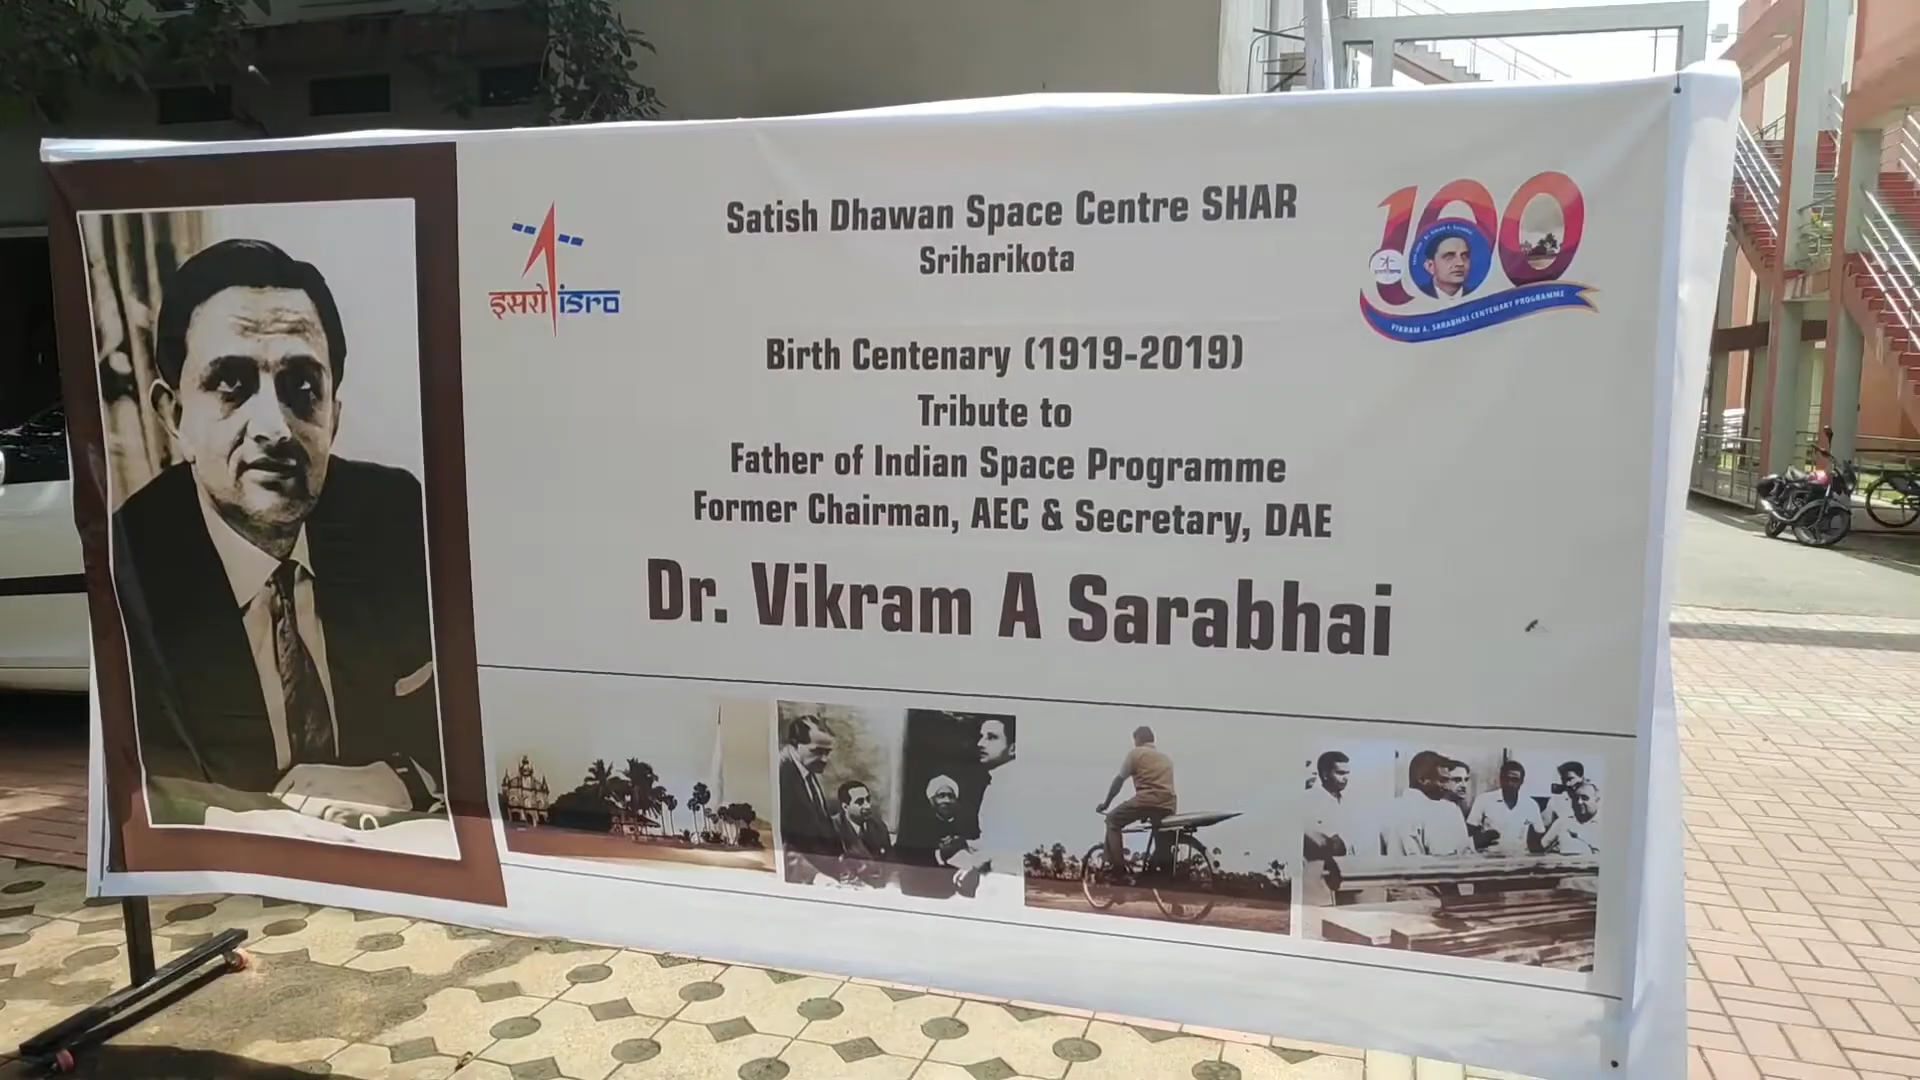 Satish Dhawan Space Centre SHAR
Sriharikota
इसरो isro
100
VIKRAM A. SARABHAI CENTENARY PROGRAMME
Birth Centenary (1919-2019)
Tribute to
Father of Indian Space Programme
Former Chairman, AEC & Secretary, DAE
Dr. Vikram A Sarabhai